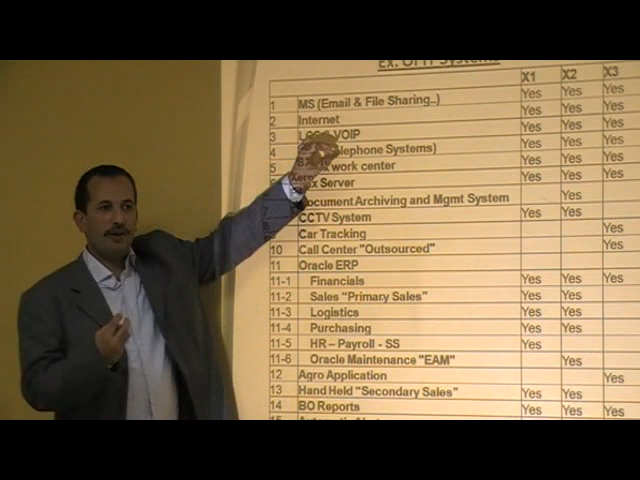 Ex. Of IT Systems
X1 X2 X3
1 MS (Email & File Sharing..) Yes Yes Yes
2 Internet Yes Yes Yes
3 VOIP Yes Yes Yes
4 lephone Systems) Yes Yes Yes
5 work center Yes Yes Yes
Server Yes Yes Yes
7 Document Archiving and Mgmt System Yes
8 CCTV System Yes Yes
Car Tracking Yes
10 Call Center "Outsourced" Yes
11 Oracle ERP
11-1 Financials Yes Yes Yes
11-2 Sales "Primary Sales" Yes Yes
11-3 Logistics Yes Yes
11-4 Purchasing Yes Yes
11-5 HR – Payroll - SS Yes
11-6 Oracle Maintenance "EAM" Yes
12 Agro Application Yes
13 Hand Held "Secondary Sales" Yes Yes
14 BO Reports Yes Yes Yes
15